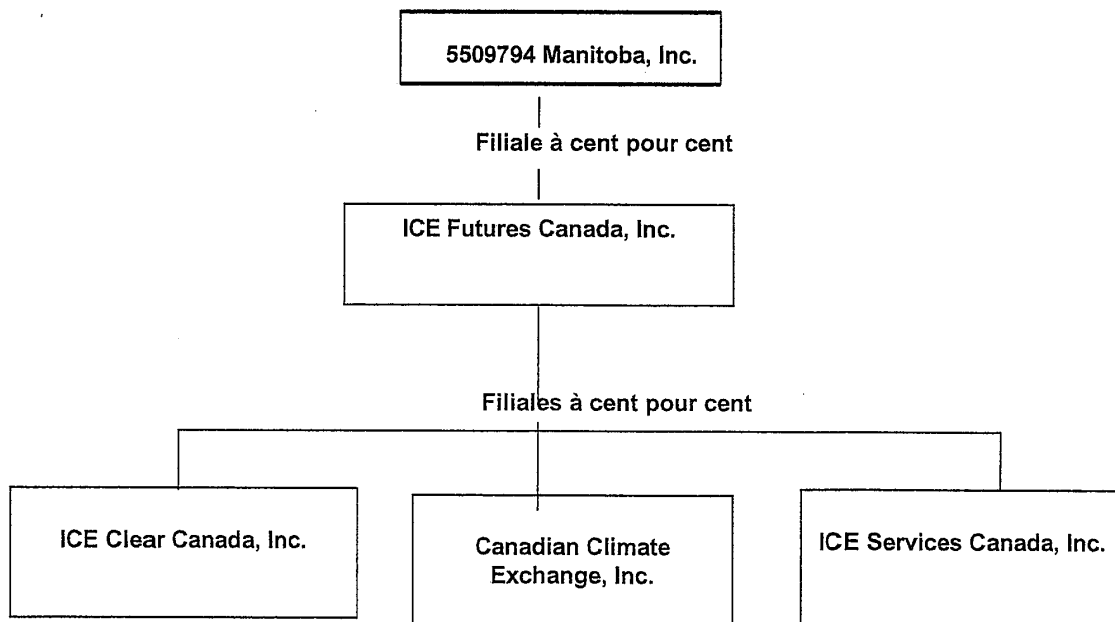 5509794 Manitoba, Inc.
Filiale à cent pour cent
ICE Futures Canada, Inc.
Filiales à cent pour cent
ICE Clear Canada, Inc.
Canadian Climate
Exchange, Inc.
ICE Services Canada, Inc.